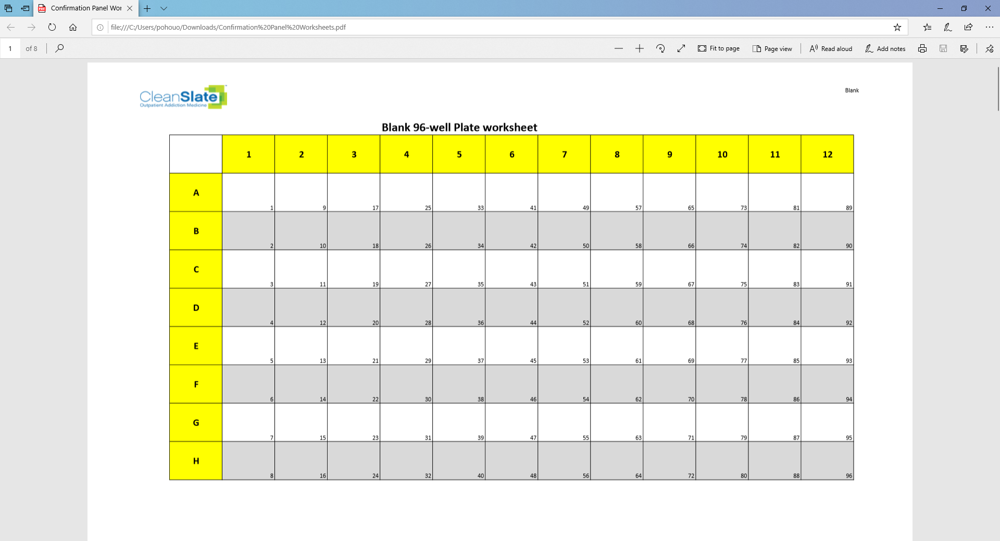 Confirmation Panel Wor
file:///C:/Users/pohouo/Downloads/Confirmation%20Panel%20Worksheets.pdf
1 of 8 Fit to page Page view Read aloud Add notes
CleanSlate
Outpatient Addiction Medicine
Blank
Blank 96-well Plate worksheet
1 2 3 4 5 6 7 8 9 10 11 12
A 1 9 17 25 33 41 49 57 65 73 81 89
B 2 10 18 26 34 42 50 58 66 74 82 90
C 3 11 19 27 35 43 51 59 67 75 83 91
D 4 12 20 28 36 44 52 60 68 76 84 92
E 5 13 21 29 37 45 53 61 69 77 85 93
F 6 14 22 30 38 46 54 62 70 78 86 94
G 7 15 23 31 39 47 55 63 71 79 87 95
H 8 16 24 32 40 48 56 64 72 80 88 96